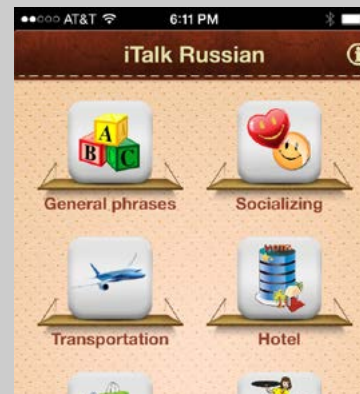 AT&T 6:11 PM
iTalk Russian
A
B C
General phrases Socializing
Transportation Hotel